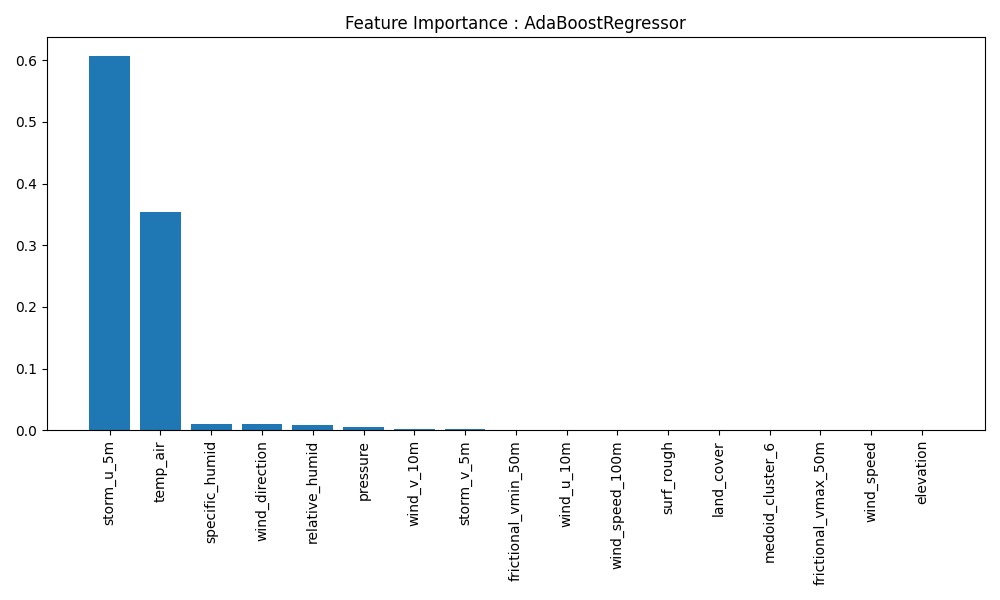 Feature Importance : AdaBoostRegressor
0.6
0.5
0.4
0.3
0.2
0.1
0.0
storm_u_5m
temp_air
specific_humid
wind_direction
relative_humid
pressure
wind_v_10m
storm_v_5m
frictional_vmin_50m
wind_u_10m
wind_speed_100m
surf_rough
land_cover
medoid_cluster_6
frictional_vmax_50m
wind_speed
elevation